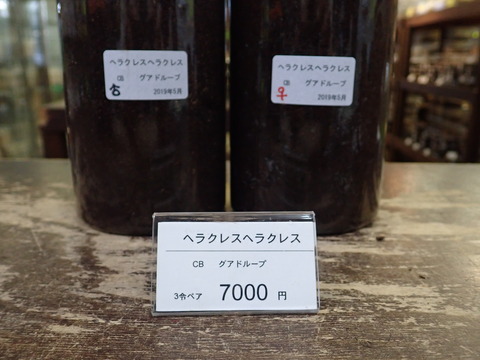 ヘラクレスヘラクレス
CB グアドループ
♂ 2019年5月
ヘラクレスヘラクレス
CB グアドループ
♀ 2019年5月
ヘラクレスヘラクレス
CB グアドループ
3令ペア 7000 円